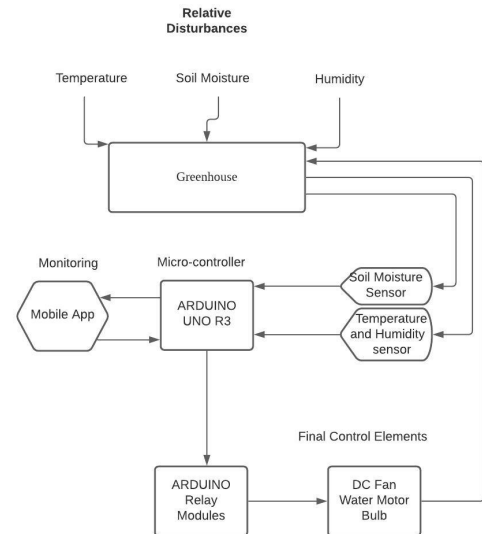 Relative
Disturbances
Temperature
Soil Moisture
Humidity
Greenhouse
Monitoring
Micro-controller
Mobile App
ARDUINO
UNO R3
Soil Moisture
Sensor
Temperature
and Humidity
sensor
Final Control Elements
ARDUINO
Relay
Modules
DC Fan
Water Motor
Bulb